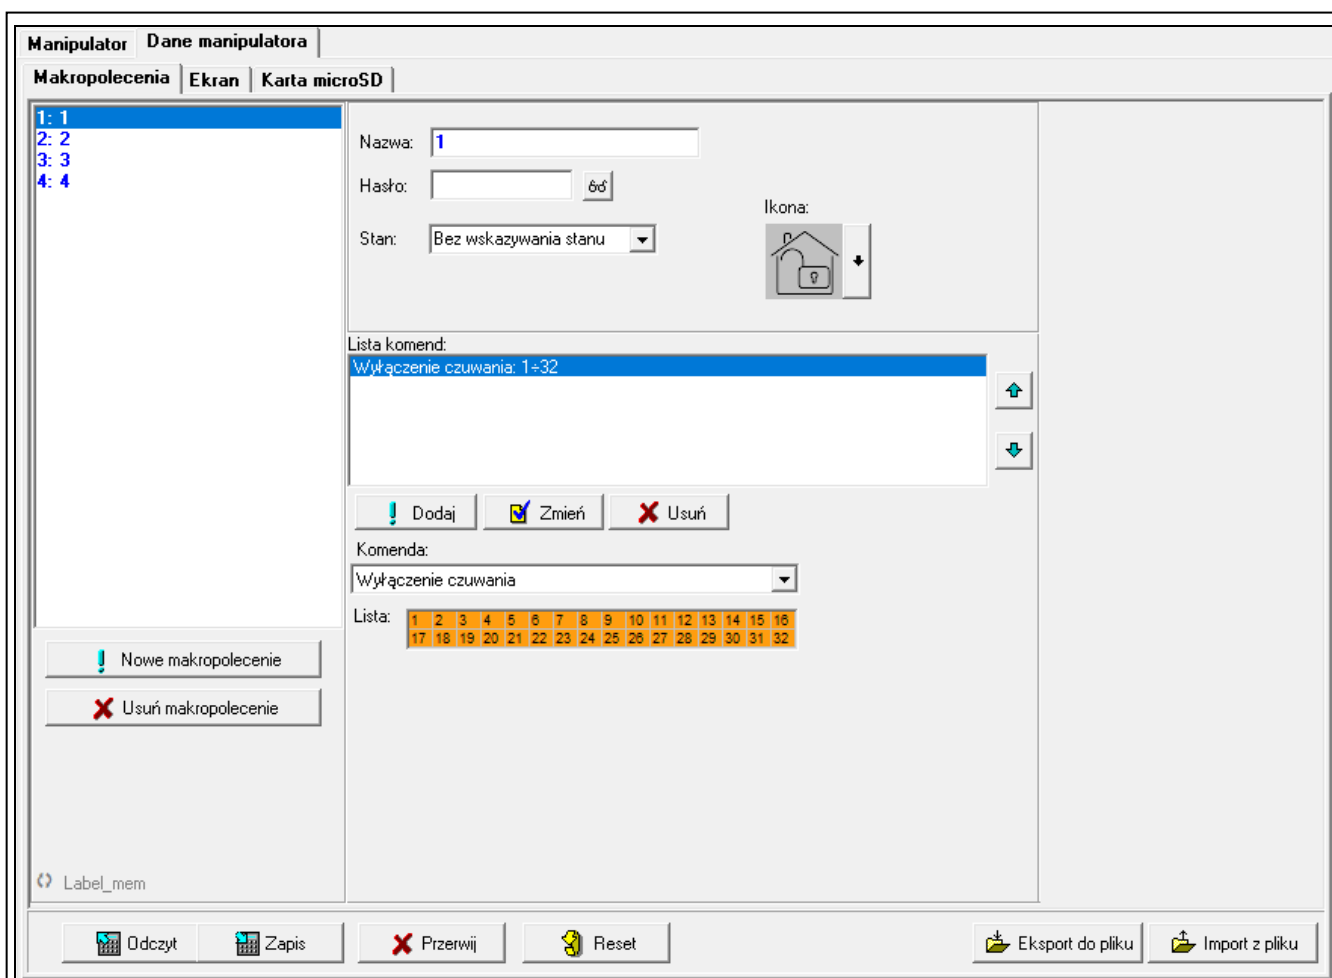 Manipulator Dane manipulatora
Makropolecenia Ekran Karta microSD
1: 1
2: 2
3: 3
4: 4
Nazwa: 1
Hasło:
Ikona:
Stan: Bez wskazywania stanu
Lista komend:
Wyłączenie czuwania: 1÷32
Dodaj Zmień Usuń
Komenda:
Wyłączenie czuwania
Lista: 1 2 3 4 5 6 7 8 9 10 11 12 13 14 15 16
17 18 19 20 21 22 23 24 25 26 27 28 29 30 31 32
Nowe makropolecenie
Usuń makropolecenie
Label_mem
Odczyt Zapis Przerwij Reset Eksport do pliku Import z pliku